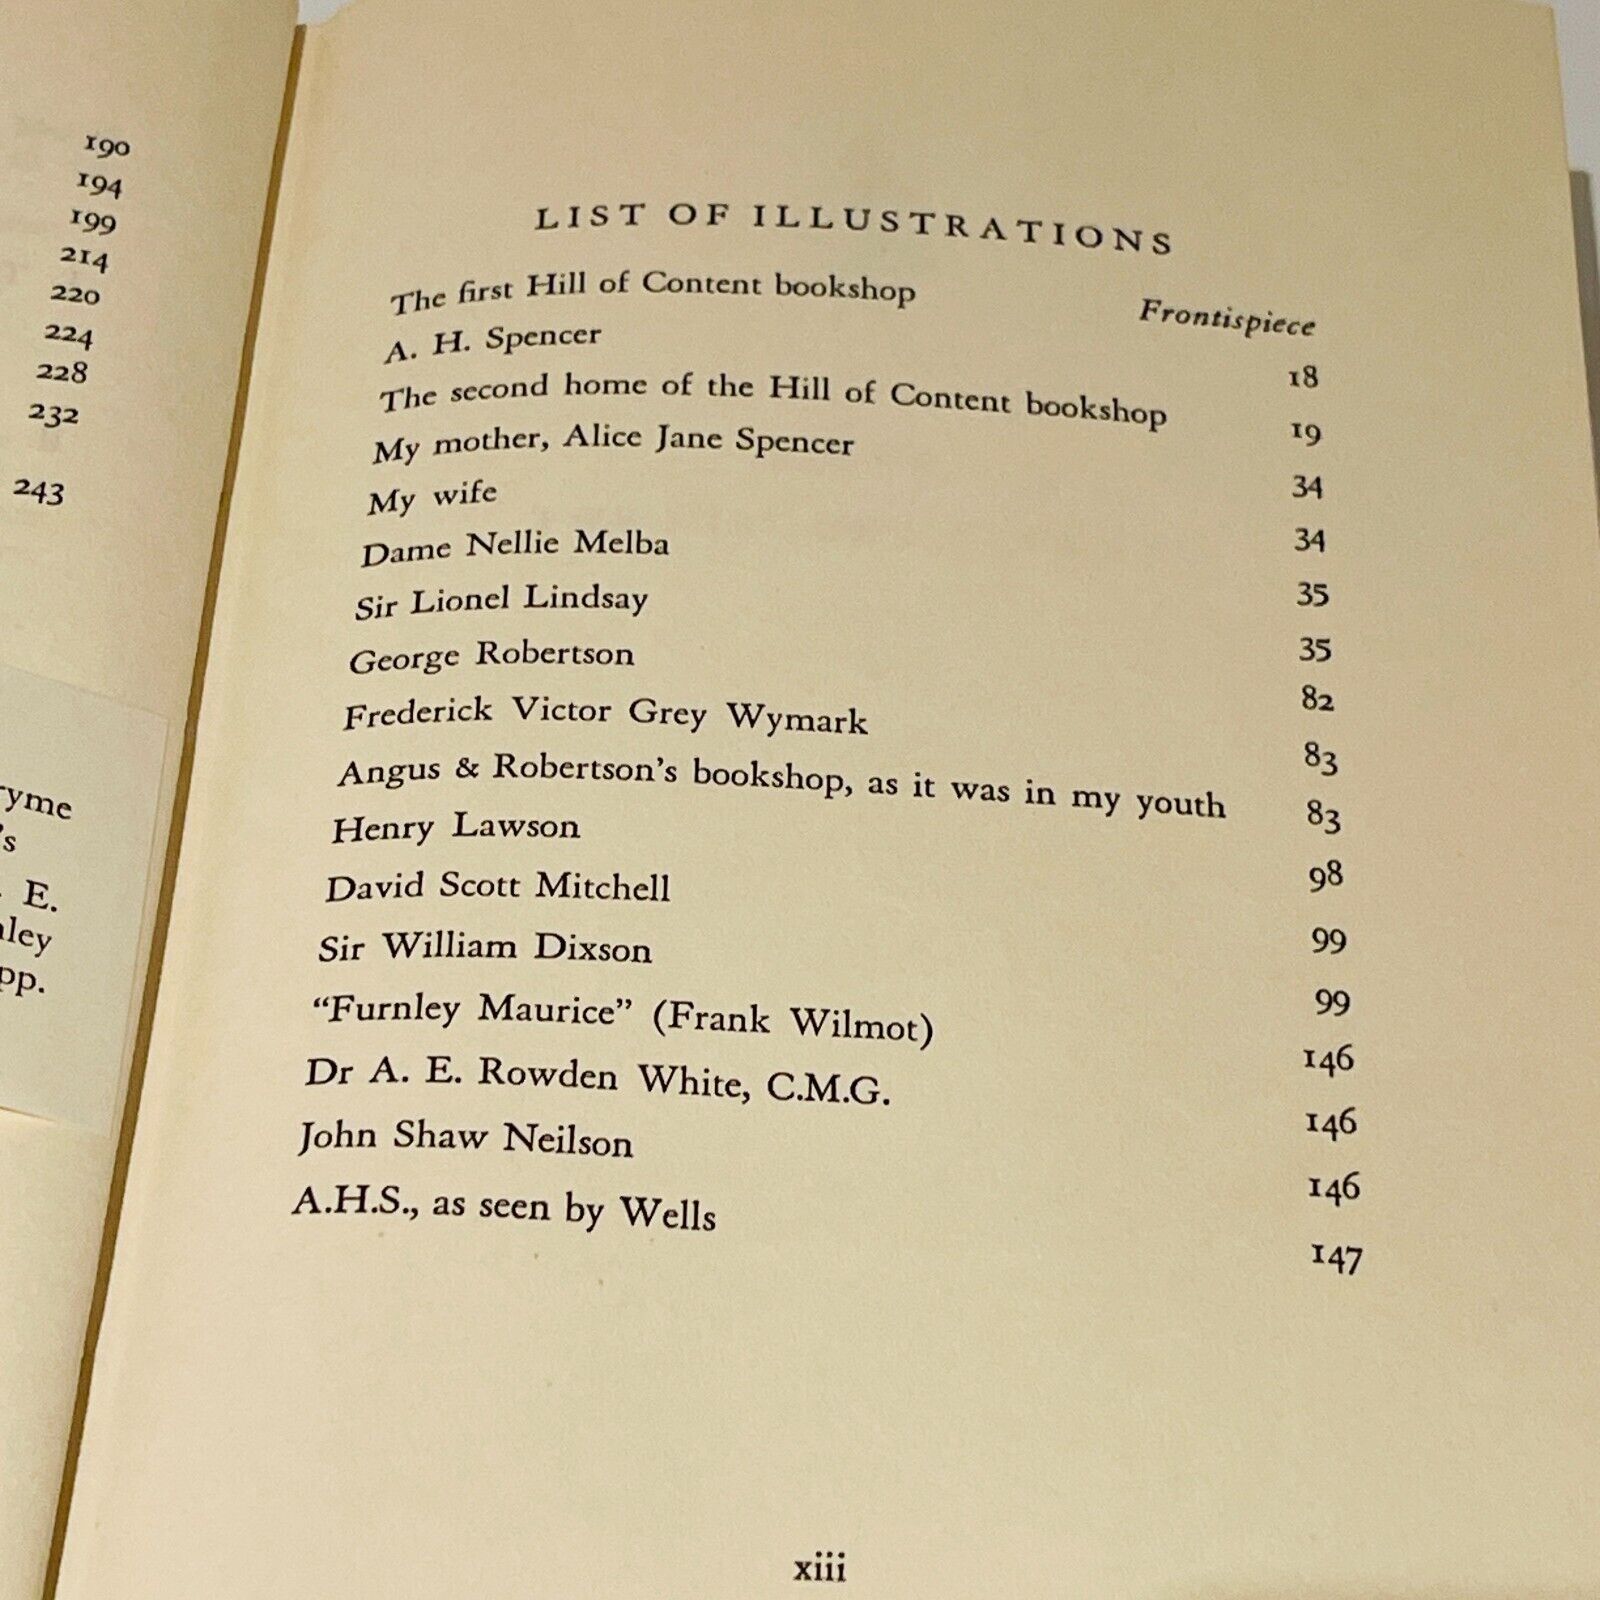 190
194
199
214
220
224
228
232
243
ryme
's
E.
ley
pp.
LIST OF ILLUSTRATIONS
The first Hill of Content bookshop Frontispiece
A. H. Spencer 18
The second home of the Hill of Content bookshop 19
My mother, Alice Jane Spencer 34
My wife 34
Dame Nellie Melba 35
Sir Lionel Lindsay 35
George Robertson 82
Frederick Victor Grey Wymark 83
Angus & Robertson's bookshop, as it was in my youth 83
Henry Lawson 98
David Scott Mitchell 99
Sir William Dixson 99
“Furnley Maurice” (Frank Wilmot) 146
Dr A. E. Rowden White, C.M.G. 146
John Shaw Neilson 146
A.H.S., as seen by Wells 147
xiii